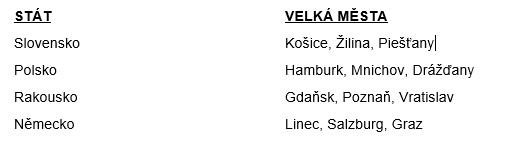 STÁT VELKÁ MĚSTA
Slovensko Košice, Žilina, Piešťany
Polsko Hamburk, Mnichov, Drážďany
Rakousko Gdaňsk, Poznaň, Vratislav
Německo Linec, Salzburg, Graz